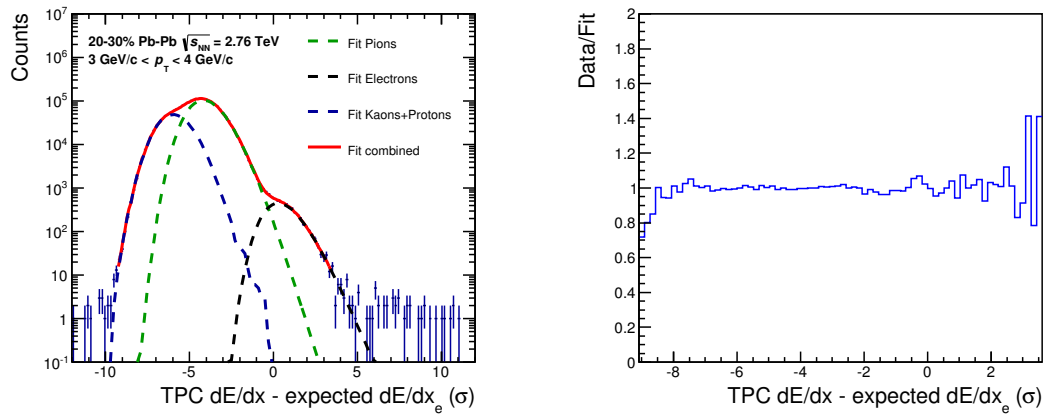 Counts
10^7
10^6
10^5
10^4
10^3
10^2
10
1
10^-1
20-30% Pb-Pb √s_NN = 2.76 TeV
3 GeV/c < p_T < 4 GeV/c
Fit Pions
Fit Electrons
Fit Kaons+Protons
Fit combined
-10 -5 0 5 10
TPC dE/dx - expected dE/dx_e (σ)
Data/Fit
2
1.8
1.6
1.4
1.2
1
0.8
0.6
0.4
0.2
0
-8 -6 -4 -2 0 2
TPC dE/dx - expected dE/dx_e (σ)